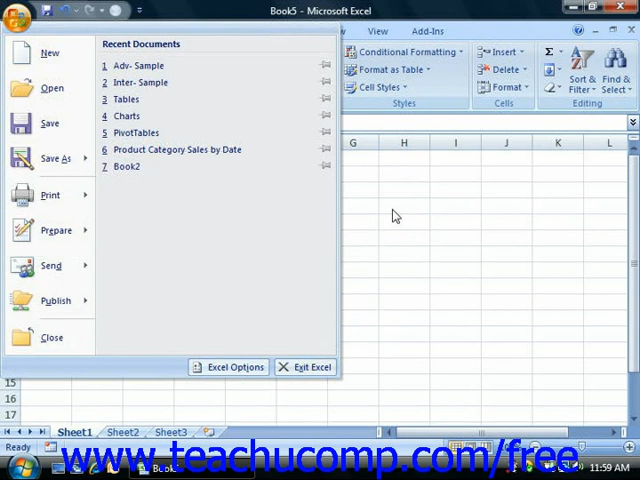 Book5 - Microsoft Excel
View Add-Ins
New
Open
Save
Save As
Print
Prepare
Send
Publish
Close
Recent Documents
1 Adv- Sample
2 Inter- Sample
3 Tables
4 Charts
5 PivotTables
6 Product Category Sales by Date
7 Book2
Excel Options
Exit Excel
Conditional Formatting
Format as Table
Cell Styles
Styles
Insert
Delete
Format
Cells
Sort & Filter
Find & Select
Editing
G H I J K L
15
16
17
Sheet1 Sheet2 Sheet3
Ready
www.teachucomp.com/free
11:59 AM